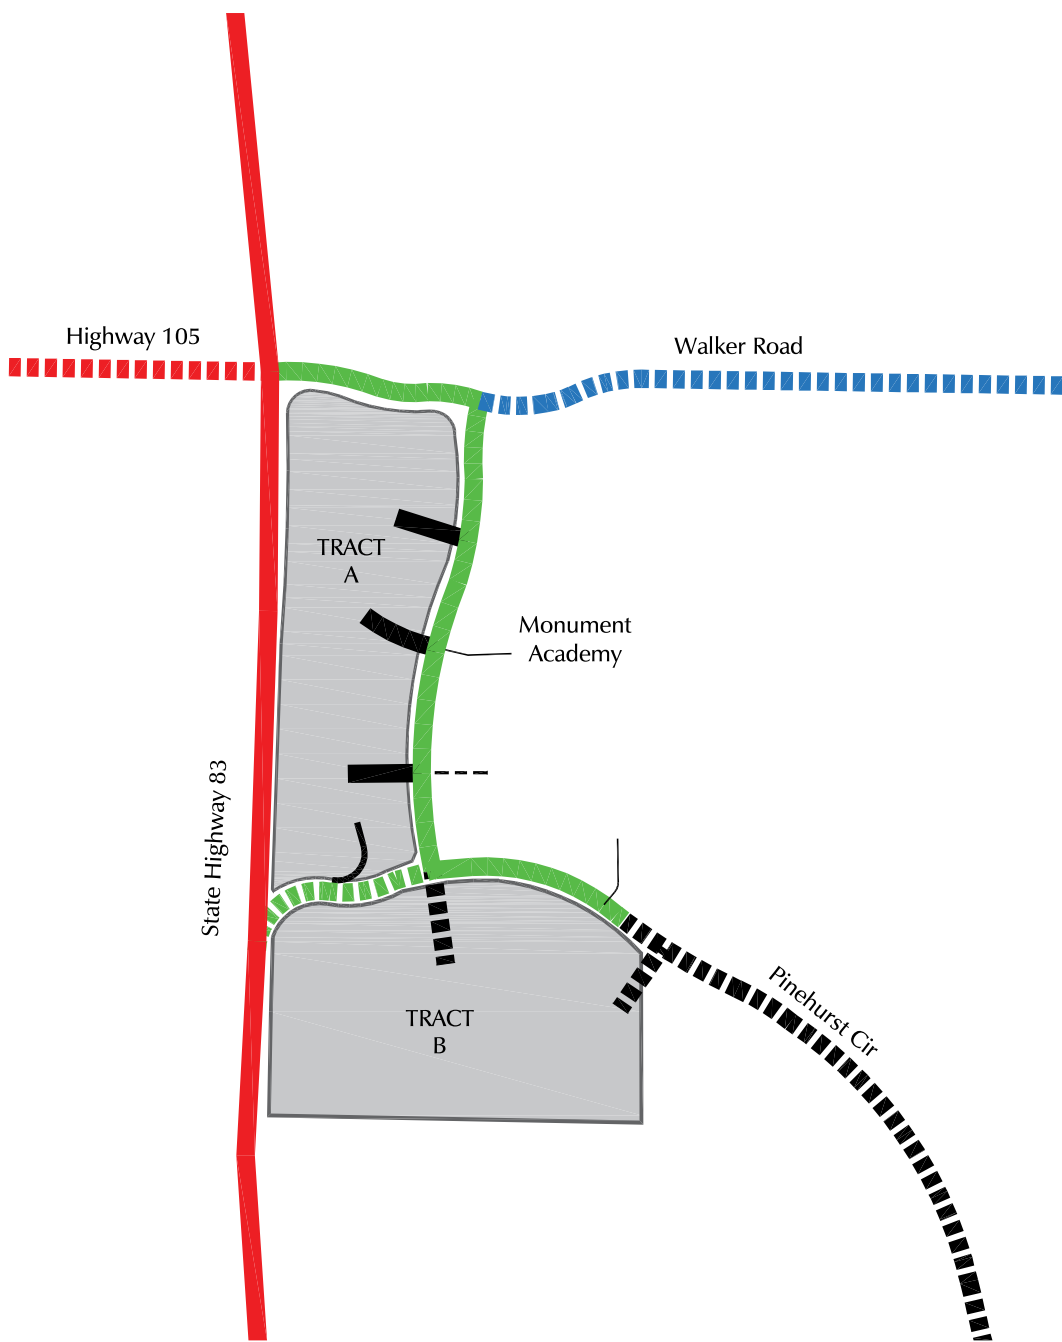 Highway 105
Walker Road
TRACT
A
Monument
Academy
State Highway 83
Pinehurst Cir
TRACT
B